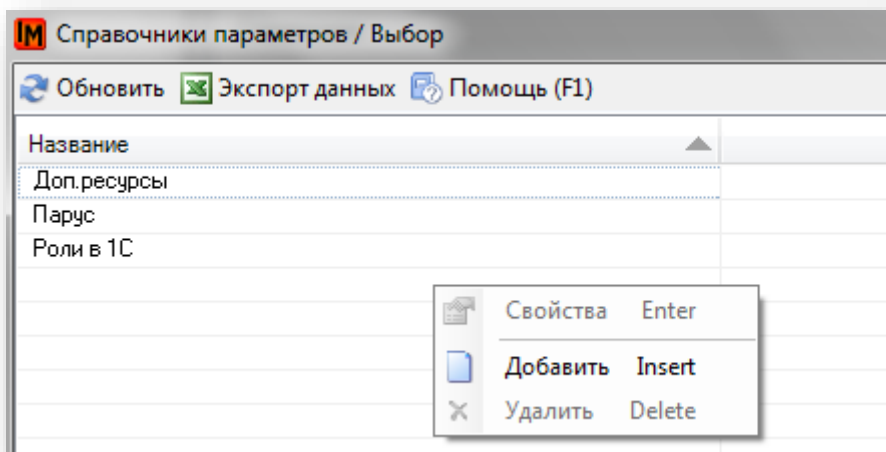 IM Справочники параметров / Выбор
Обновить Экспорт данных Помощь (F1)
Название
Доп.ресурсы
Парус
Роли в 1С
Свойства Enter
Добавить Insert
Удалить Delete